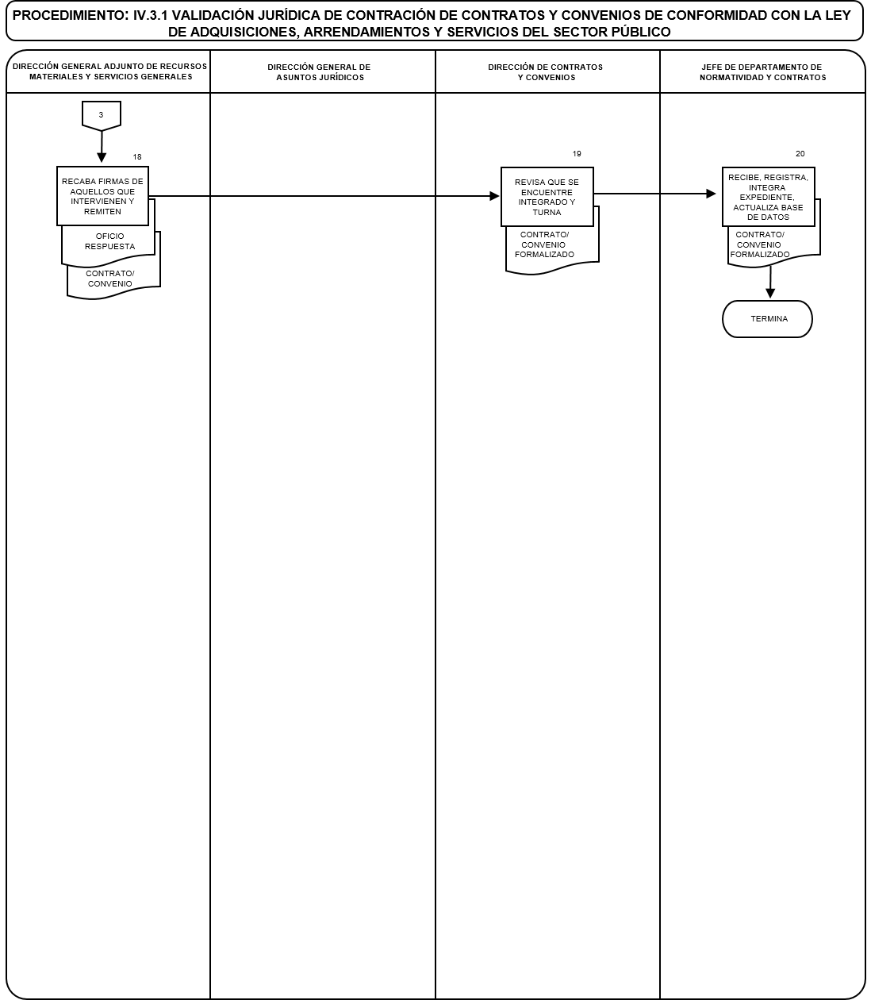 PROCEDIMIENTO: IV.3.1 VALIDACIÓN JURÍDICA DE CONTRACIÓN DE CONTRATOS Y CONVENIOS DE CONFORMIDAD CON LA LEY
DE ADQUISICIONES, ARRENDAMIENTOS Y SERVICIOS DEL SECTOR PÚBLICO
DIRECCIÓN GENERAL ADJUNTO DE RECURSOS
MATERIALES Y SERVICIOS GENERALES
DIRECCIÓN GENERAL DE
ASUNTOS JURÍDICOS
DIRECCIÓN DE CONTRATOS
Y CONVENIOS
JEFE DE DEPARTAMENTO DE
NORMATIVIDAD Y CONTRATOS
3
18
RECABA FIRMAS DE
AQUELLOS QUE
INTERVIENEN Y
REMITEN
OFICIO
RESPUESTA
CONTRATO/
CONVENIO
19
REVISA QUE SE
ENCUENTRE
INTEGRADO Y
TURNA
CONTRATO/
CONVENIO
FORMALIZADO
20
RECIBE, REGISTRA,
INTEGRA
EXPEDIENTE,
ACTUALIZA BASE
DE DATOS
CONTRATO/
CONVENIO
FORMALIZADO
TERMINA